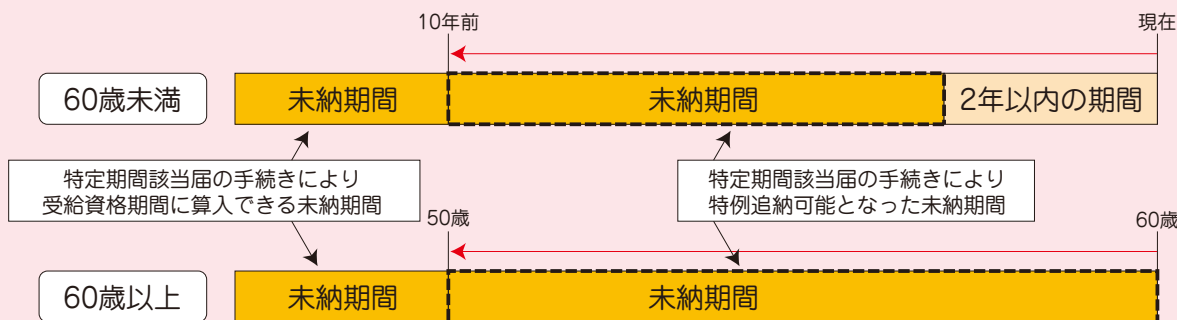 10年前
現在
60歳未満
未納期間
未納期間
2年以内の期間
特定期間該当届の手続きにより
受給資格期間に算入できる未納期間
特定期間該当届の手続きにより
特例追納可能となった未納期間
50歳
60歳
60歳以上
未納期間
未納期間